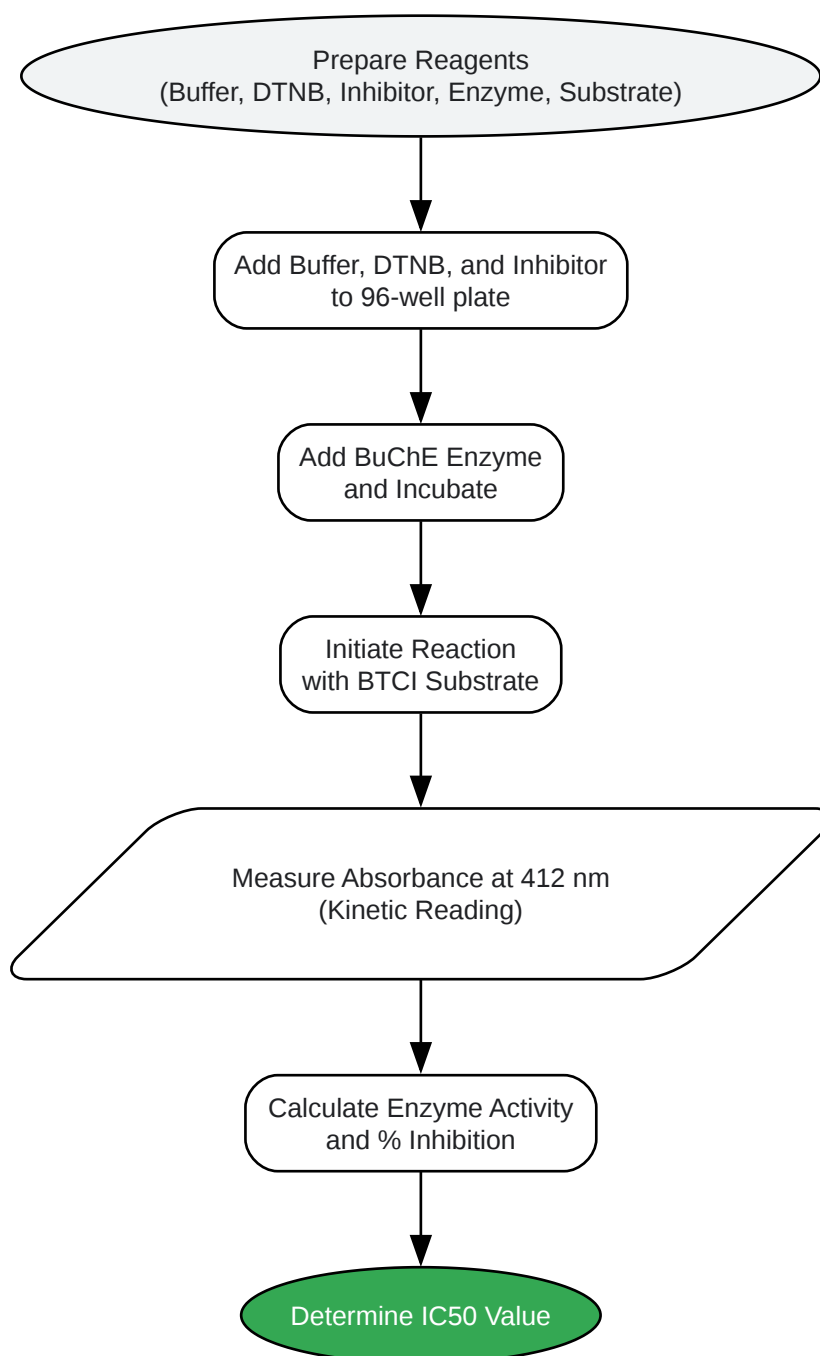 Prepare Reagents
(Buffer, DTNB, Inhibitor, Enzyme, Substrate)
Add Buffer, DTNB, and Inhibitor
to 96-well plate
Add BuChE Enzyme
and Incubate
Initiate Reaction
with BTCI Substrate
Measure Absorbance at 412 nm
(Kinetic Reading)
Calculate Enzyme Activity
and % Inhibition
Determine IC50 Value